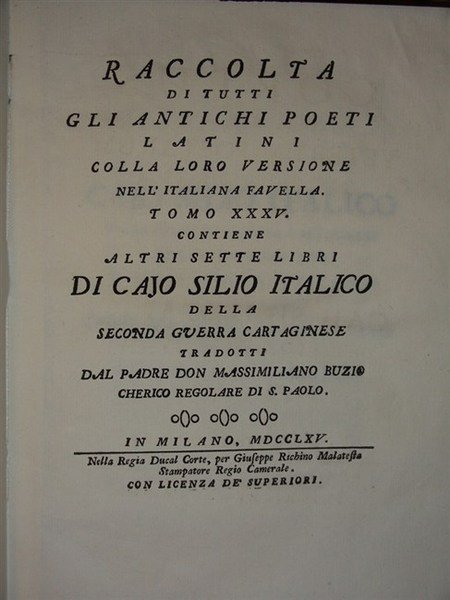 RACCOLTA
DI TUTTI
GLI ANTICHI POETI
LATINI
COLLA LORO VERSIONE
NELL' ITALIANA FAVELLA.
TOMO XXXV.
CONTIENE
ALTRI SETTE LIBRI
DI CAJO SILIO ITALICO
DELLA
SECONDA GUERRA CARTAGINESE
TRADOTTI
DAL PADRE DON MASSIMILIANO BUZIO
CHERICO REGOLARE DI S. PAOLO.
IN MILANO, MDCCLXV.
Nella Regia Ducal Corte, per Giuſeppe Richino Malateſta
Stampatore Regio Camerale.
CON LICENZA DE' SUPERIORI.